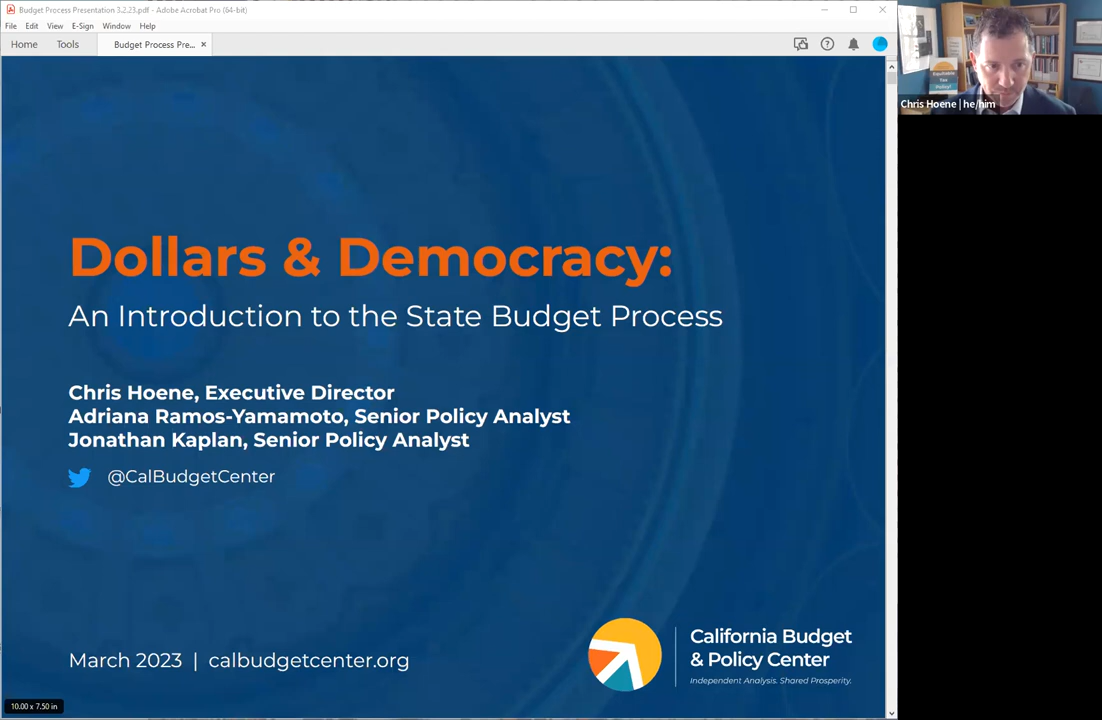 Budget Process Presentation 3.2.23.pdf - Adobe Acrobat Pro (64-bit)
File Edit View E-Sign Window Help
Home Tools Budget Process Pre... ×
Dollars & Democracy:
An Introduction to the State Budget Process
Chris Hoene, Executive Director
Adriana Ramos-Yamamoto, Senior Policy Analyst
Jonathan Kaplan, Senior Policy Analyst
@CalBudgetCenter
March 2023 | calbudgetcenter.org
California Budget
& Policy Center
Independent Analysis. Shared Prosperity.
10.00 x 7.50 in
Equitable
Tax
Policy!
Chris Hoene | he/him